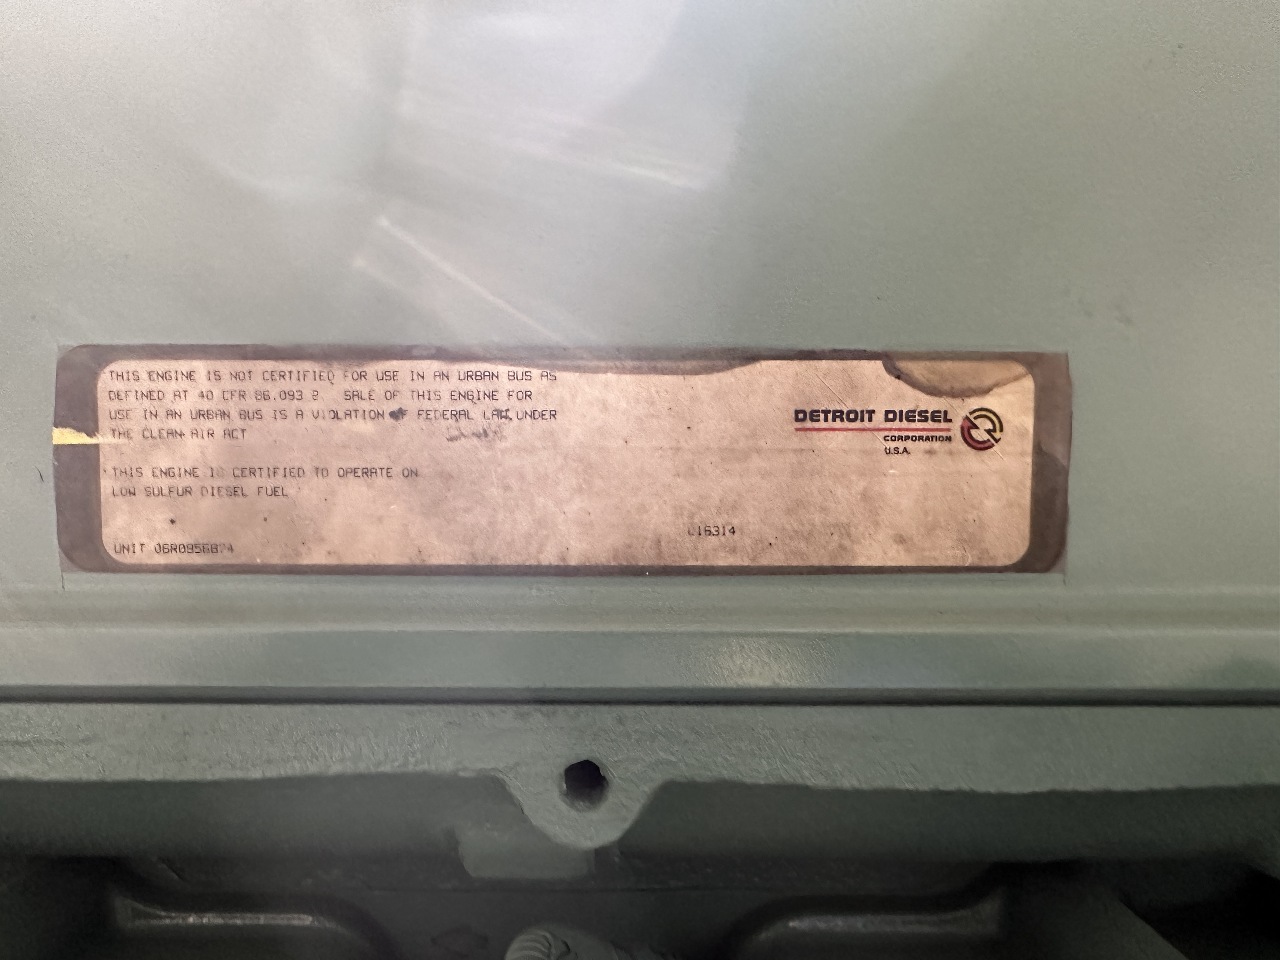 THIS ENGINE IS NOT CERTIFIED FOR USE IN AN URBAN BUS AS
DEFINED AT 40 CFR 86.093 2. SALE OF THIS ENGINE FOR
USE IN AN URBAN BUS IS A VIOLATION OF FEDERAL LAW UNDER
THE CLEAN AIR ACT
DETROIT DIESEL
CORPORATION
U.S.A.
THIS ENGINE IS CERTIFIED TO OPERATE ON
LOW SULFUR DIESEL FUEL
UNIT